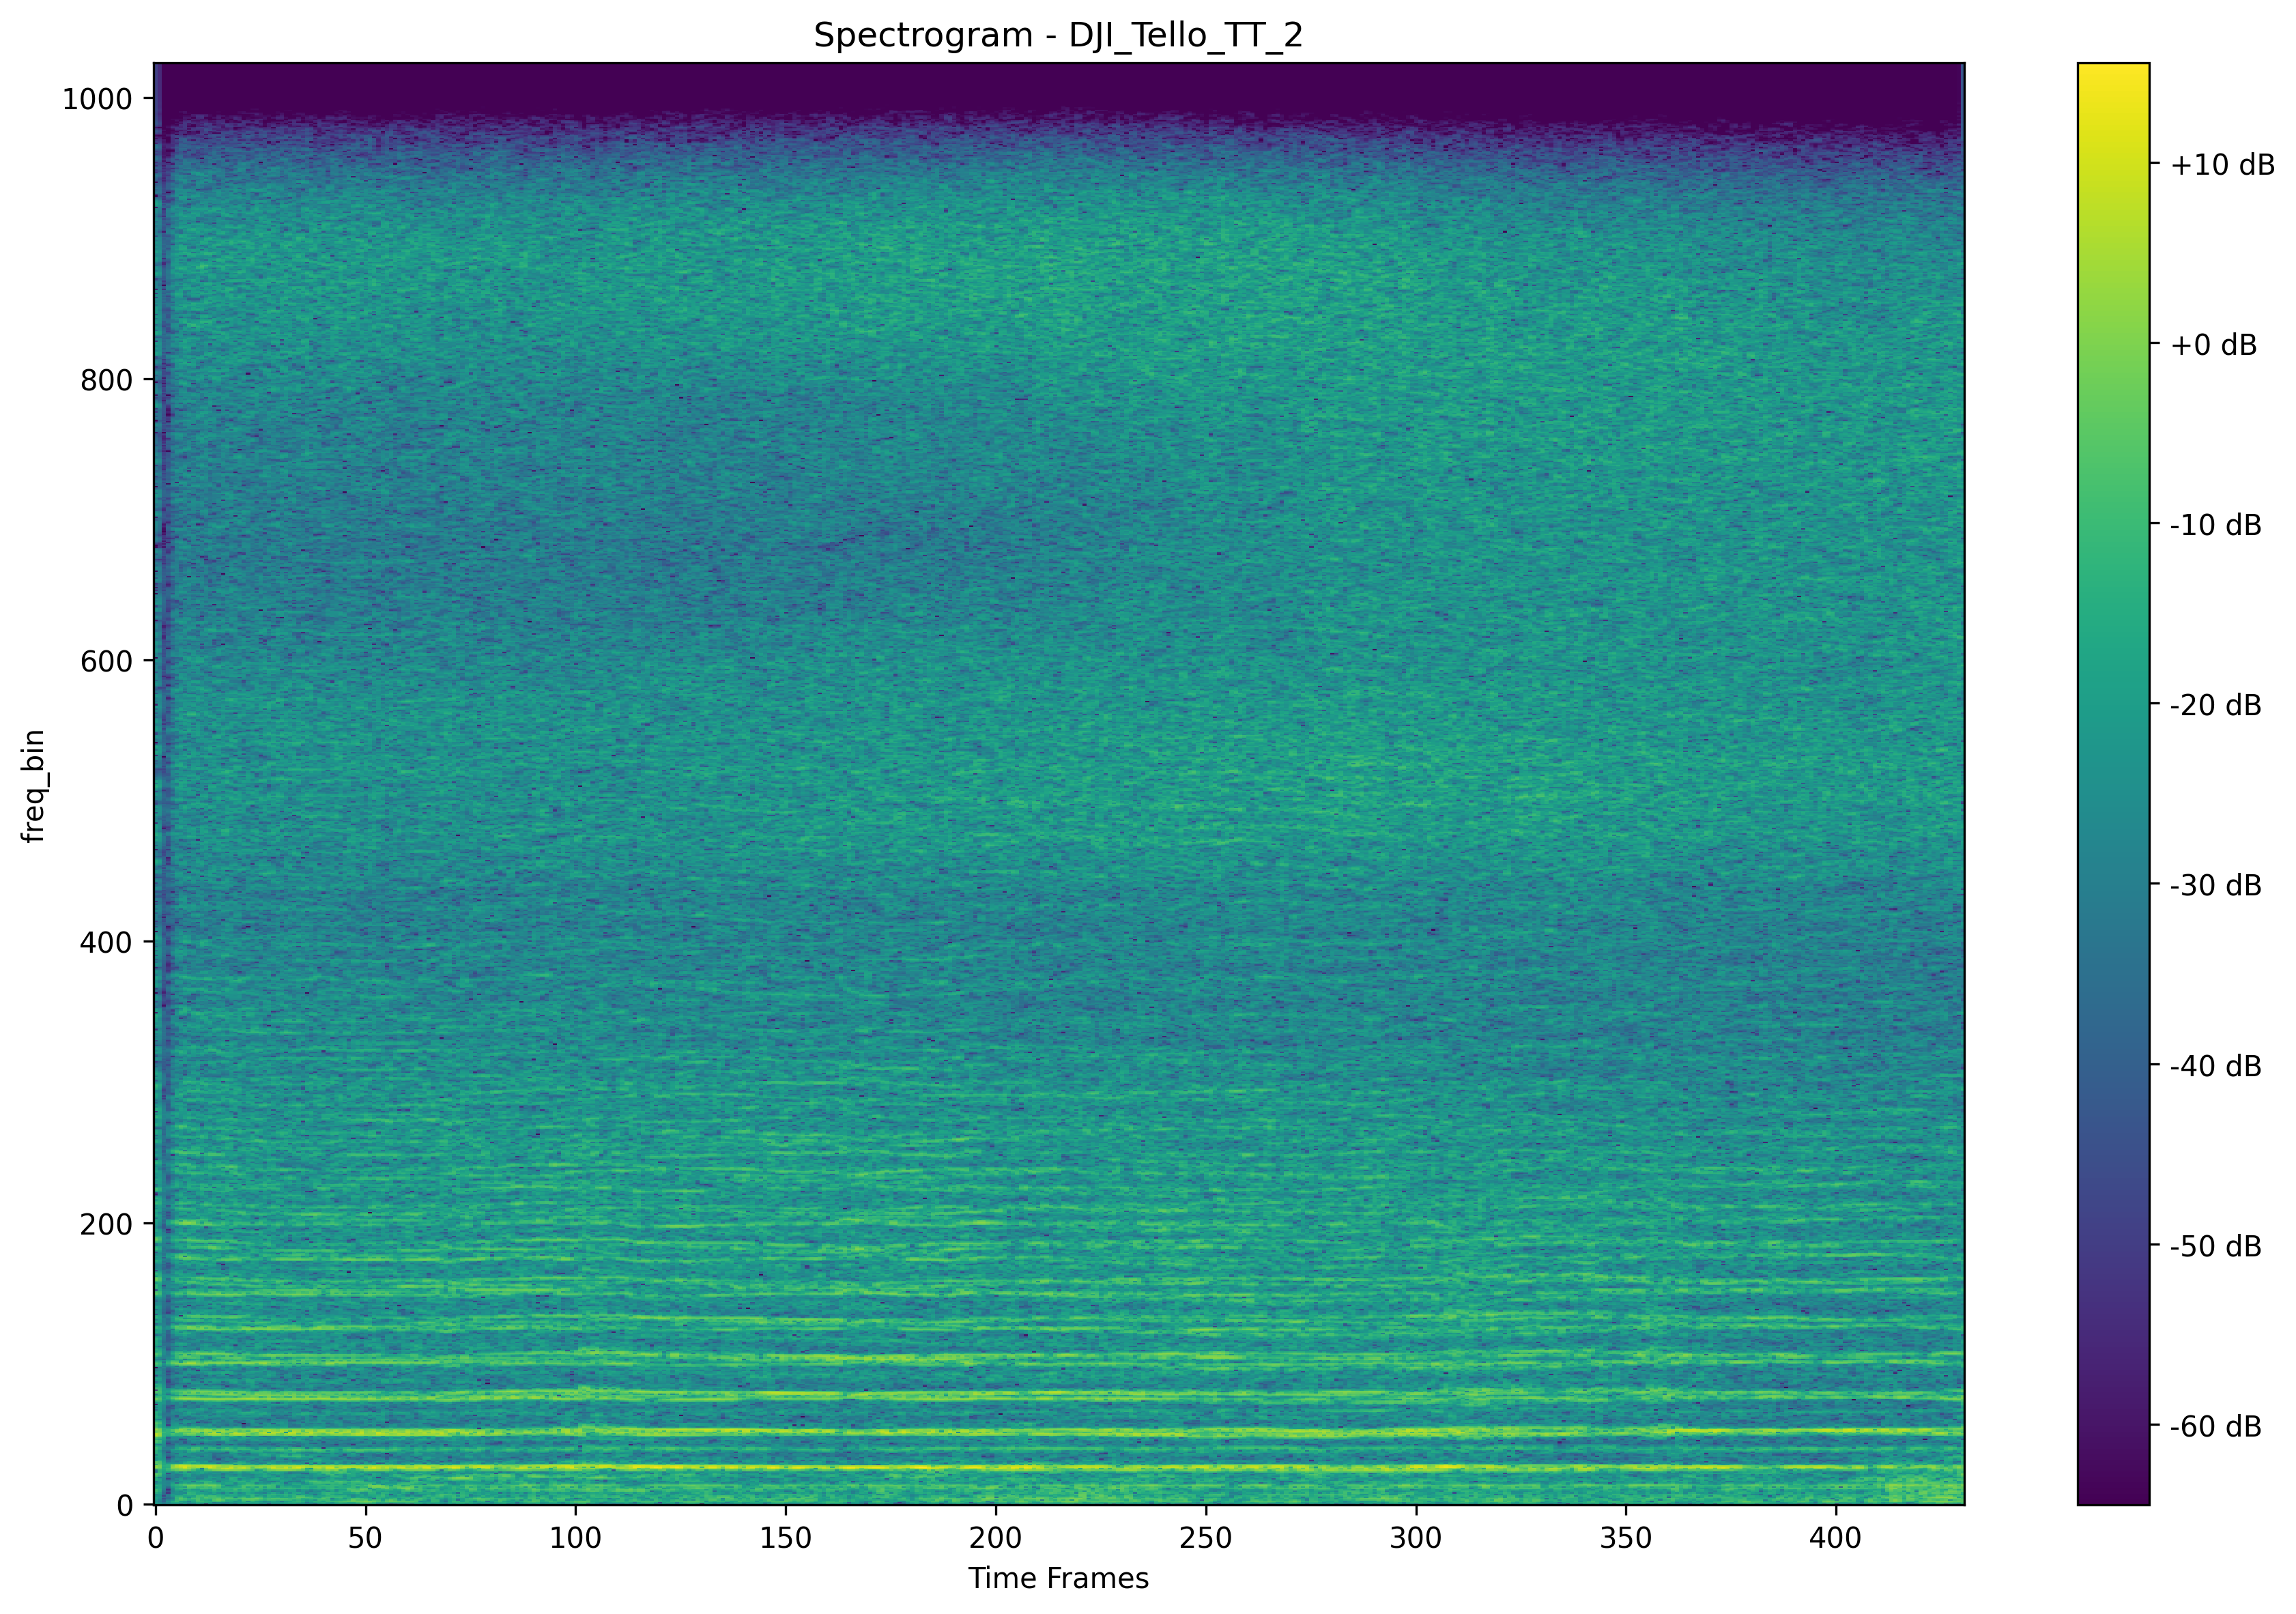 Spectrogram - DJI_Tello_TT_2
1000
800
600
400
200
0
freq_bin
0 50 100 150 200 250 300 350 400
Time Frames
+10 dB
+0 dB
-10 dB
-20 dB
-30 dB
-40 dB
-50 dB
-60 dB